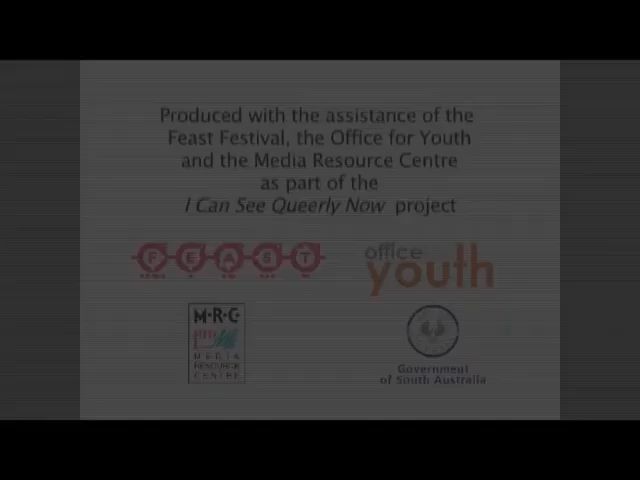 Produced with the assistance of the
Feast Festival, the Office for Youth
and the Media Resource Centre
as part of the
I Can See Queerly Now project
FEAST
office
youth
M·R·C
MEDIA
RESOURCE
CENTRE
Government
of South Australia